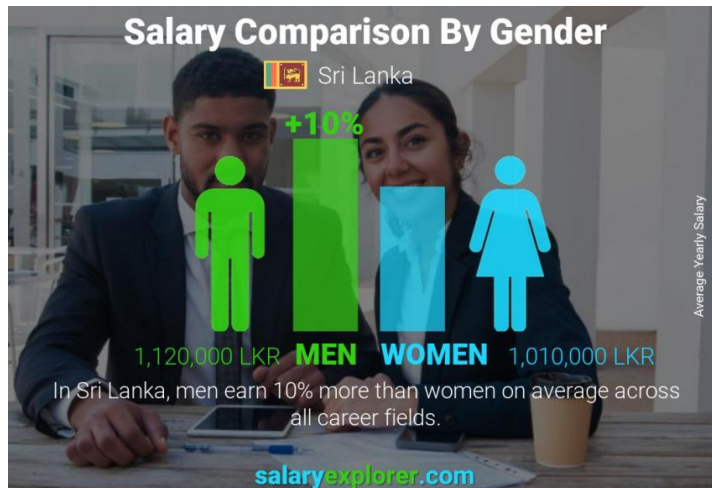 Salary Comparison By Gender
Sri Lanka
+10%
Average Yearly Salary
1,120,000 LKR MEN WOMEN 1,010,000 LKR
In Sri Lanka, men earn 10% more than women on average across
all career fields.
salaryexplorer.com